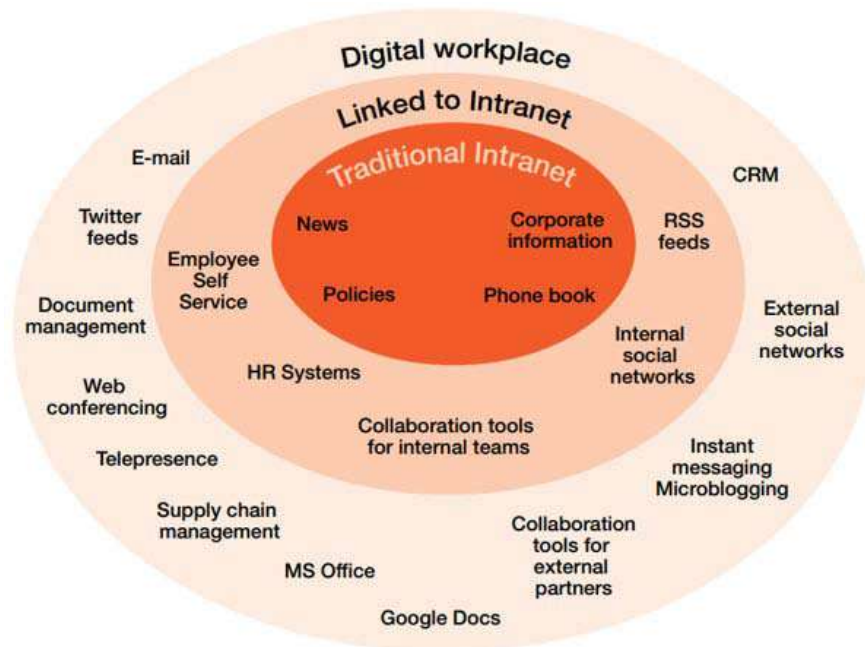 Digital workplace
Linked to Intranet
Traditional Intranet
E-mail
CRM
Twitter
feeds
News
Corporate
information
RSS
feeds
Employee
Self
Service
Policies
Phone book
Document
management
External
social
networks
Internal
social
networks
HR Systems
Web
conferencing
Collaboration tools
for internal teams
Telepresence
Instant
messaging
Microblogging
Supply chain
management
Collaboration
tools for
external
partners
MS Office
Google Docs